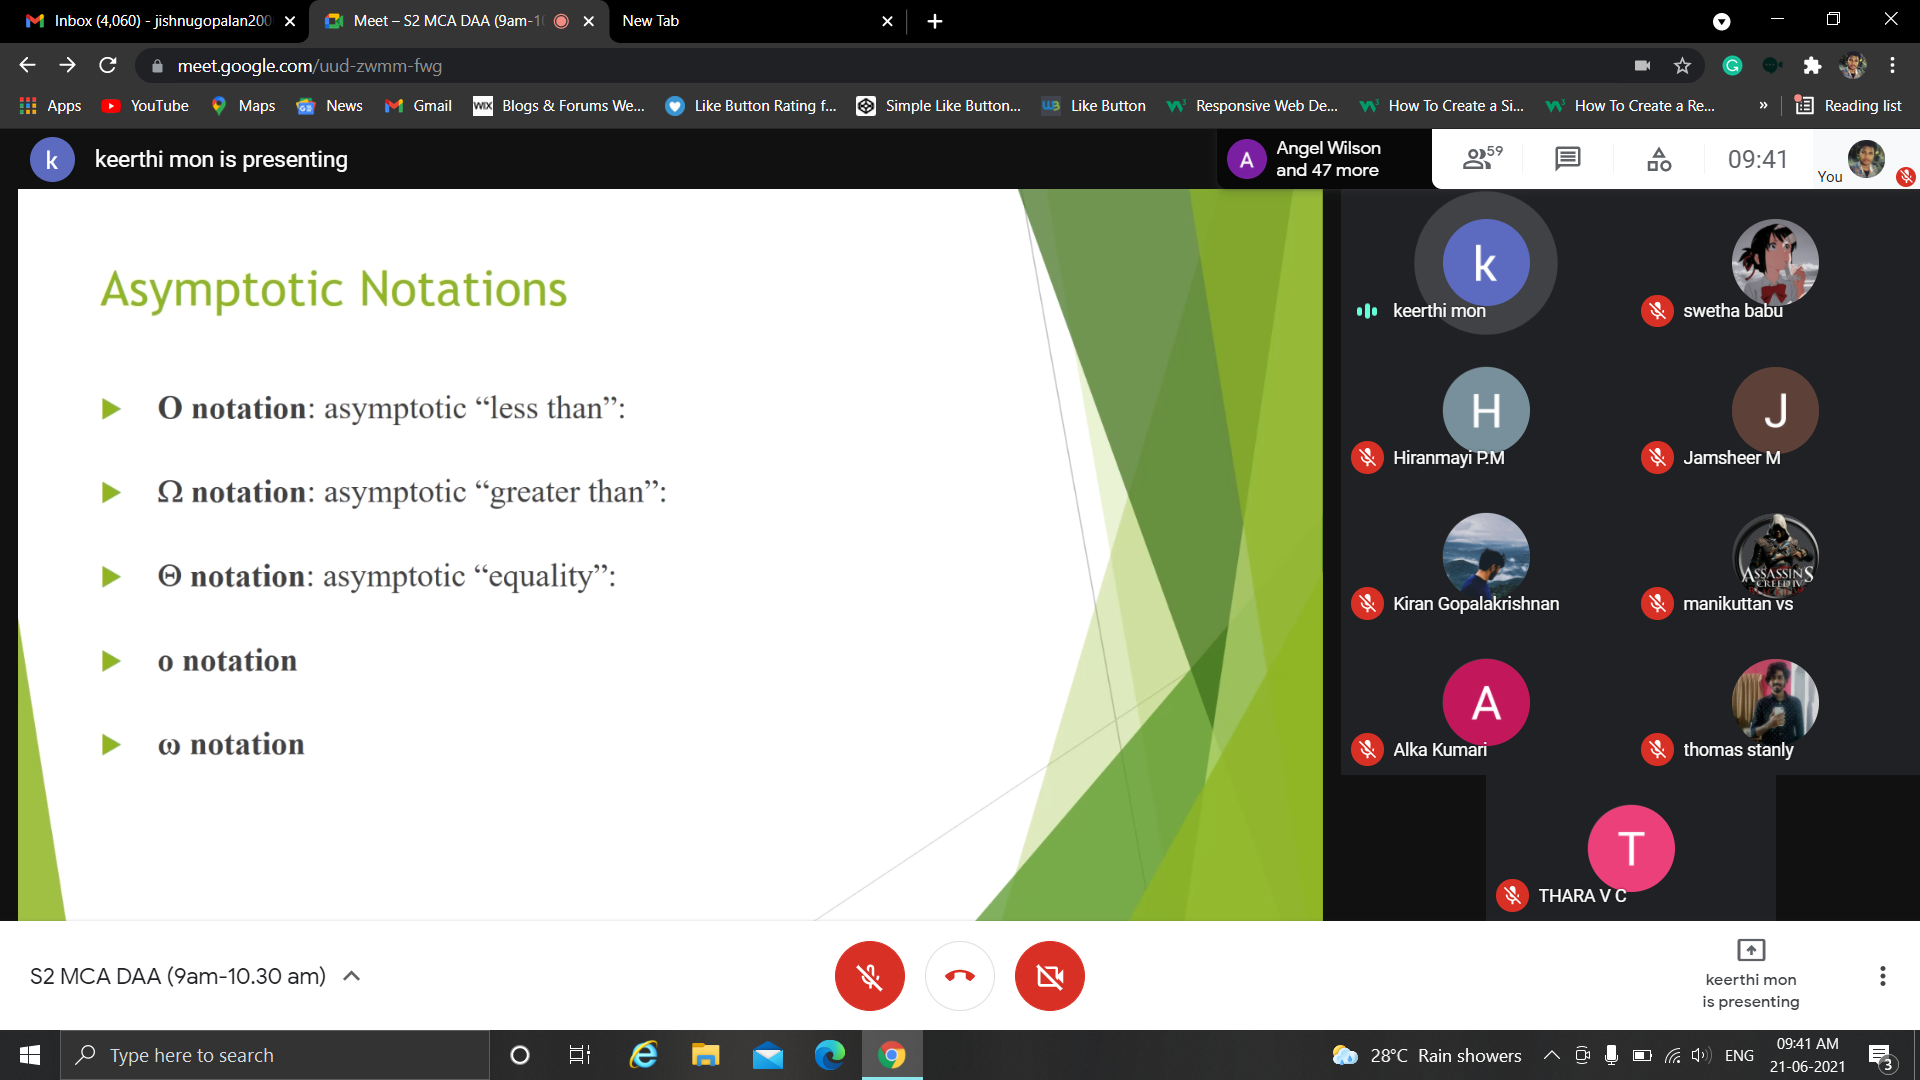 Inbox (4,060) - jishnugopalan200
Meet – S2 MCA DAA (9am-1
New Tab
meet.google.com/uud-zwmm-fwg
Apps
YouTube
Maps
News
Gmail
WIX
Blogs & Forums We...
Like Button Rating f...
Simple Like Button...
Like Button
Responsive Web De...
How To Create a Si...
How To Create a Re...
»
Reading list
k
keerthi mon is presenting
A
Angel Wilson
and 47 more
59
09:41
You
Asymptotic Notations
O notation: asymptotic “less than”:
Ω notation: asymptotic “greater than”:
Θ notation: asymptotic “equality”:
o notation
ω notation
k
keerthi mon
swetha babu
H
Hiranmayi P.M
J
Jamsheer M
Kiran Gopalakrishnan
ASSASSIN'S
CREED IV
manikuttan vs
A
Alka Kumari
thomas stanly
T
THARA V C
S2 MCA DAA (9am-10.30 am)
keerthi mon
is presenting
Type here to search
28°C Rain showers
ENG
09:41 AM
21-06-2021
3